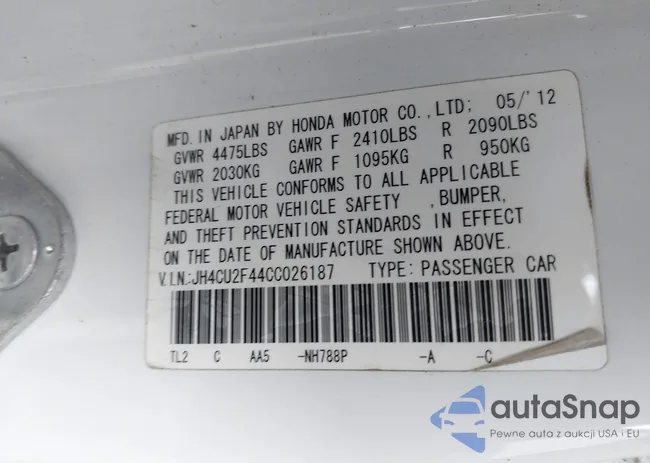 MFD. IN JAPAN BY HONDA MOTOR CO.,LTD; 05/'12
GVWR 4475LBS GAWR F 2410LBS R 2090LBS
GVWR 2030KG GAWR F 1095KG R 950KG
THIS VEHICLE CONFORMS TO ALL APPLICABLE
FEDERAL MOTOR VEHICLE SAFETY ,BUMPER,
AND THEFT PREVENTION STANDARDS IN EFFECT
ON THE DATE OF MANUFACTURE SHOWN ABOVE.
V.I.N.:JH4CU2F44CC026187 TYPE: PASSENGER CAR
TL2 C AA5 -NH788P -A -C
autaSnap
Pewne auta z aukcji USA i EU